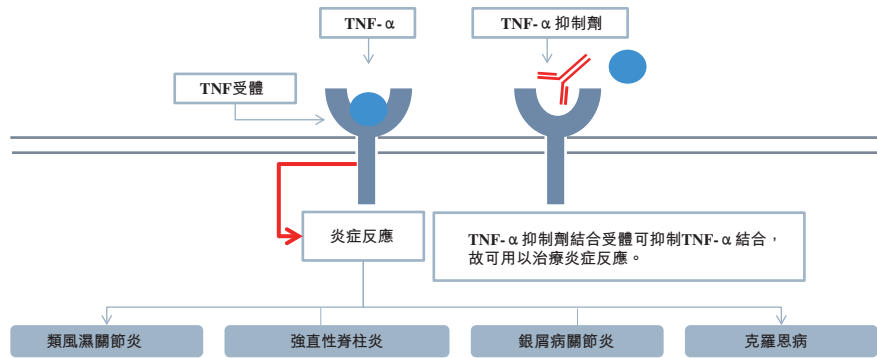 TNF-α
TNF-α 抑制劑
TNF受體
炎症反應
TNF-α 抑制劑結合受體可抑制TNF-α 結合，
故可用以治療炎症反應。
類風濕關節炎
強直性脊柱炎
銀屑病關節炎
克羅恩病